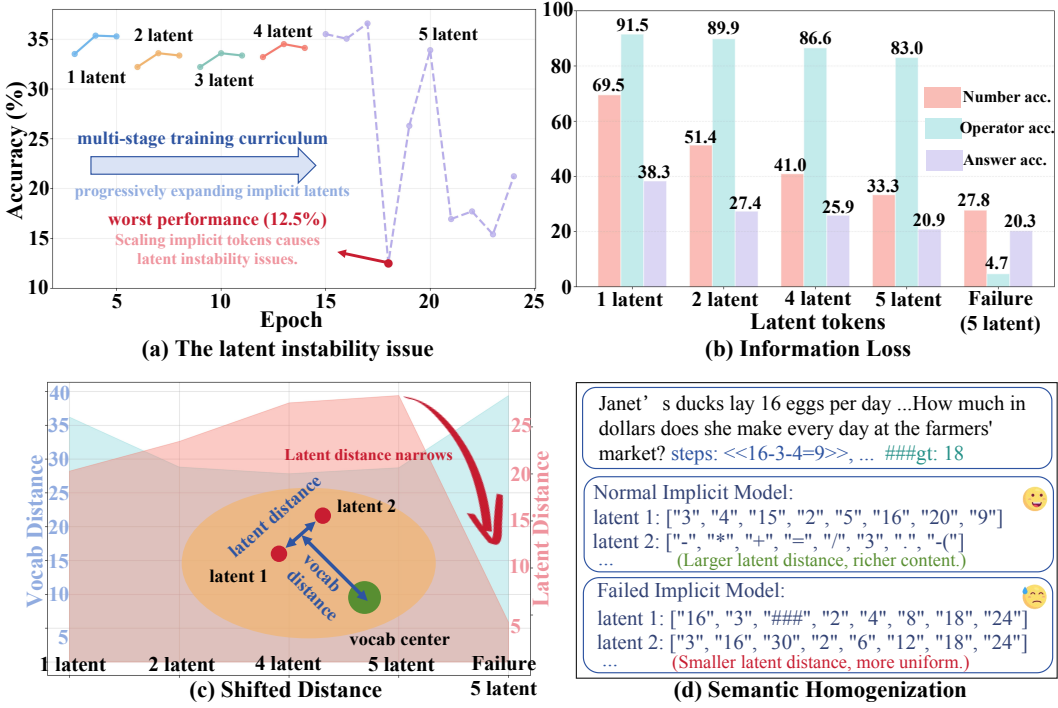 35
30
25
20
15
10
Accuracy (%)
1 latent
2 latent
3 latent
4 latent
5 latent
multi-stage training curriculum
progressively expanding implicit latents
worst performance (12.5%)
Scaling implicit tokens causes
latent instability issues.
5
10
15
20
25
Epoch
(a) The latent instability issue
100
80
60
40
20
0
69.5
91.5
38.3
51.4
89.9
27.4
41.0
86.6
25.9
33.3
83.0
20.9
27.8
4.7
20.3
Number acc.
Operator acc.
Answer acc.
1 latent
2 latent
4 latent
5 latent
Failure
(5 latent)
Latent tokens
(b) Information Loss
40
35
30
25
20
15
10
5
Vocab Distance
25
20
15
10
5
Latent Distance
Latent distance narrows
latent distance
latent 2
latent 1
vocab
distance
vocab center
1 latent
2 latent
4 latent
5 latent
Failure
5 latent
(c) Shifted Distance
Janet's ducks lay 16 eggs per day ...How much in
dollars does she make every day at the farmers'
market? steps: <<16-3-4=9>>, ... ###gt: 18
Normal Implicit Model:
latent 1: ["3", "4", "15", "2", "5", "16", "20", "9"]
latent 2: ["-", "*", "+", "=", "/", "3", ".", "-("]
... (Larger latent distance, richer content.)
Failed Implicit Model:
latent 1: ["16", "3", "###", "2", "4", "8", "18", "24"]
latent 2: ["3", "16", "30", "2", "6", "12", "18", "24"]
... (Smaller latent distance, more uniform.)
(d) Semantic Homogenization